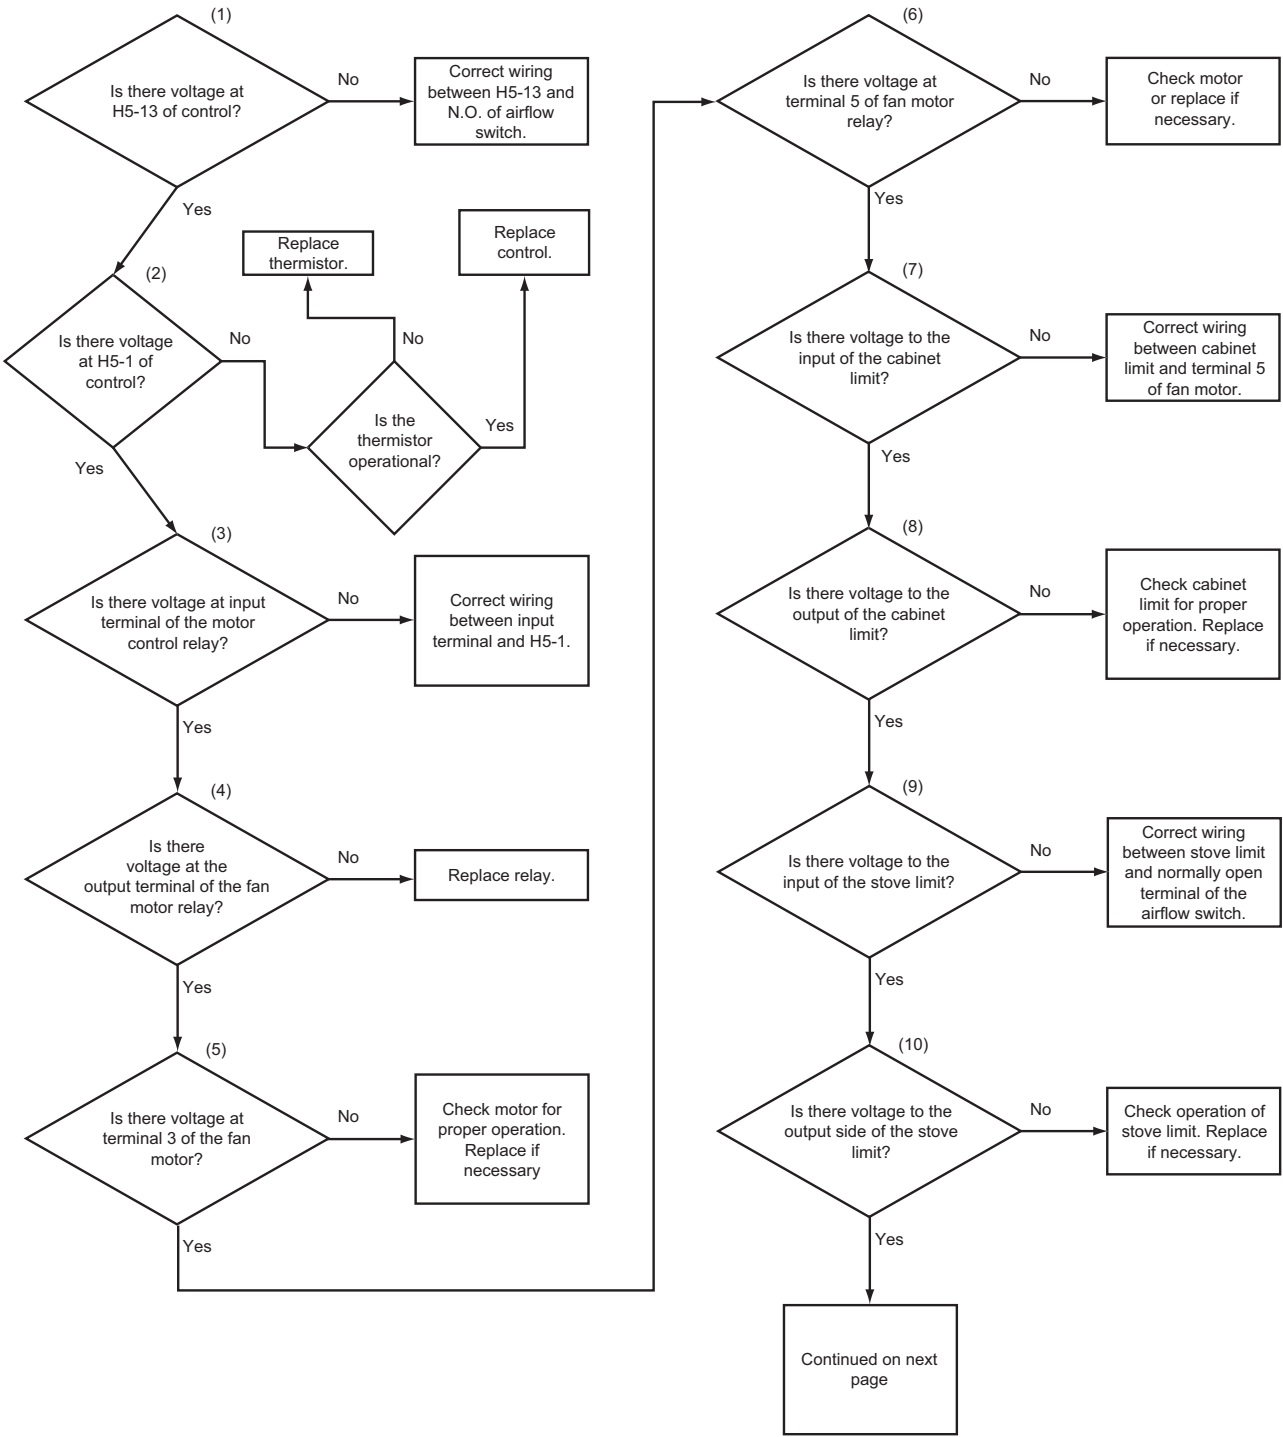 (1)
Is there voltage at
H5-13 of control?
No
Correct wiring
between H5-13 and
N.O. of airflow
switch.
Yes
(2)
Is there voltage
at H5-1 of
control?
No
Replace
thermistor.
Replace
control.
No
Is the
thermistor
operational?
Yes
Yes
(3)
Is there voltage at input
terminal of the motor
control relay?
No
Correct wiring
between input
terminal and H5-1.
Yes
(4)
Is there
voltage at the
output terminal of the fan
motor relay?
No
Replace relay.
Yes
(5)
Is there voltage at
terminal 3 of the fan
motor?
No
Check motor for
proper operation.
Replace if
necessary
Yes
(6)
Is there voltage at
terminal 5 of fan motor
relay?
No
Check motor
or replace if
necessary.
Yes
(7)
Is there voltage to the
input of the cabinet
limit?
No
Correct wiring
between cabinet
limit and terminal 5
of fan motor.
Yes
(8)
Is there voltage to the
output of the cabinet
limit?
No
Check cabinet
limit for proper
operation. Replace
if necessary.
Yes
(9)
Is there voltage to the
input of the stove limit?
No
Correct wiring
between stove limit
and normally open
terminal of the
airflow switch.
Yes
(10)
Is there voltage to the
output side of the stove
limit?
No
Check operation of
stove limit. Replace
if necessary.
Yes
Continued on next
page